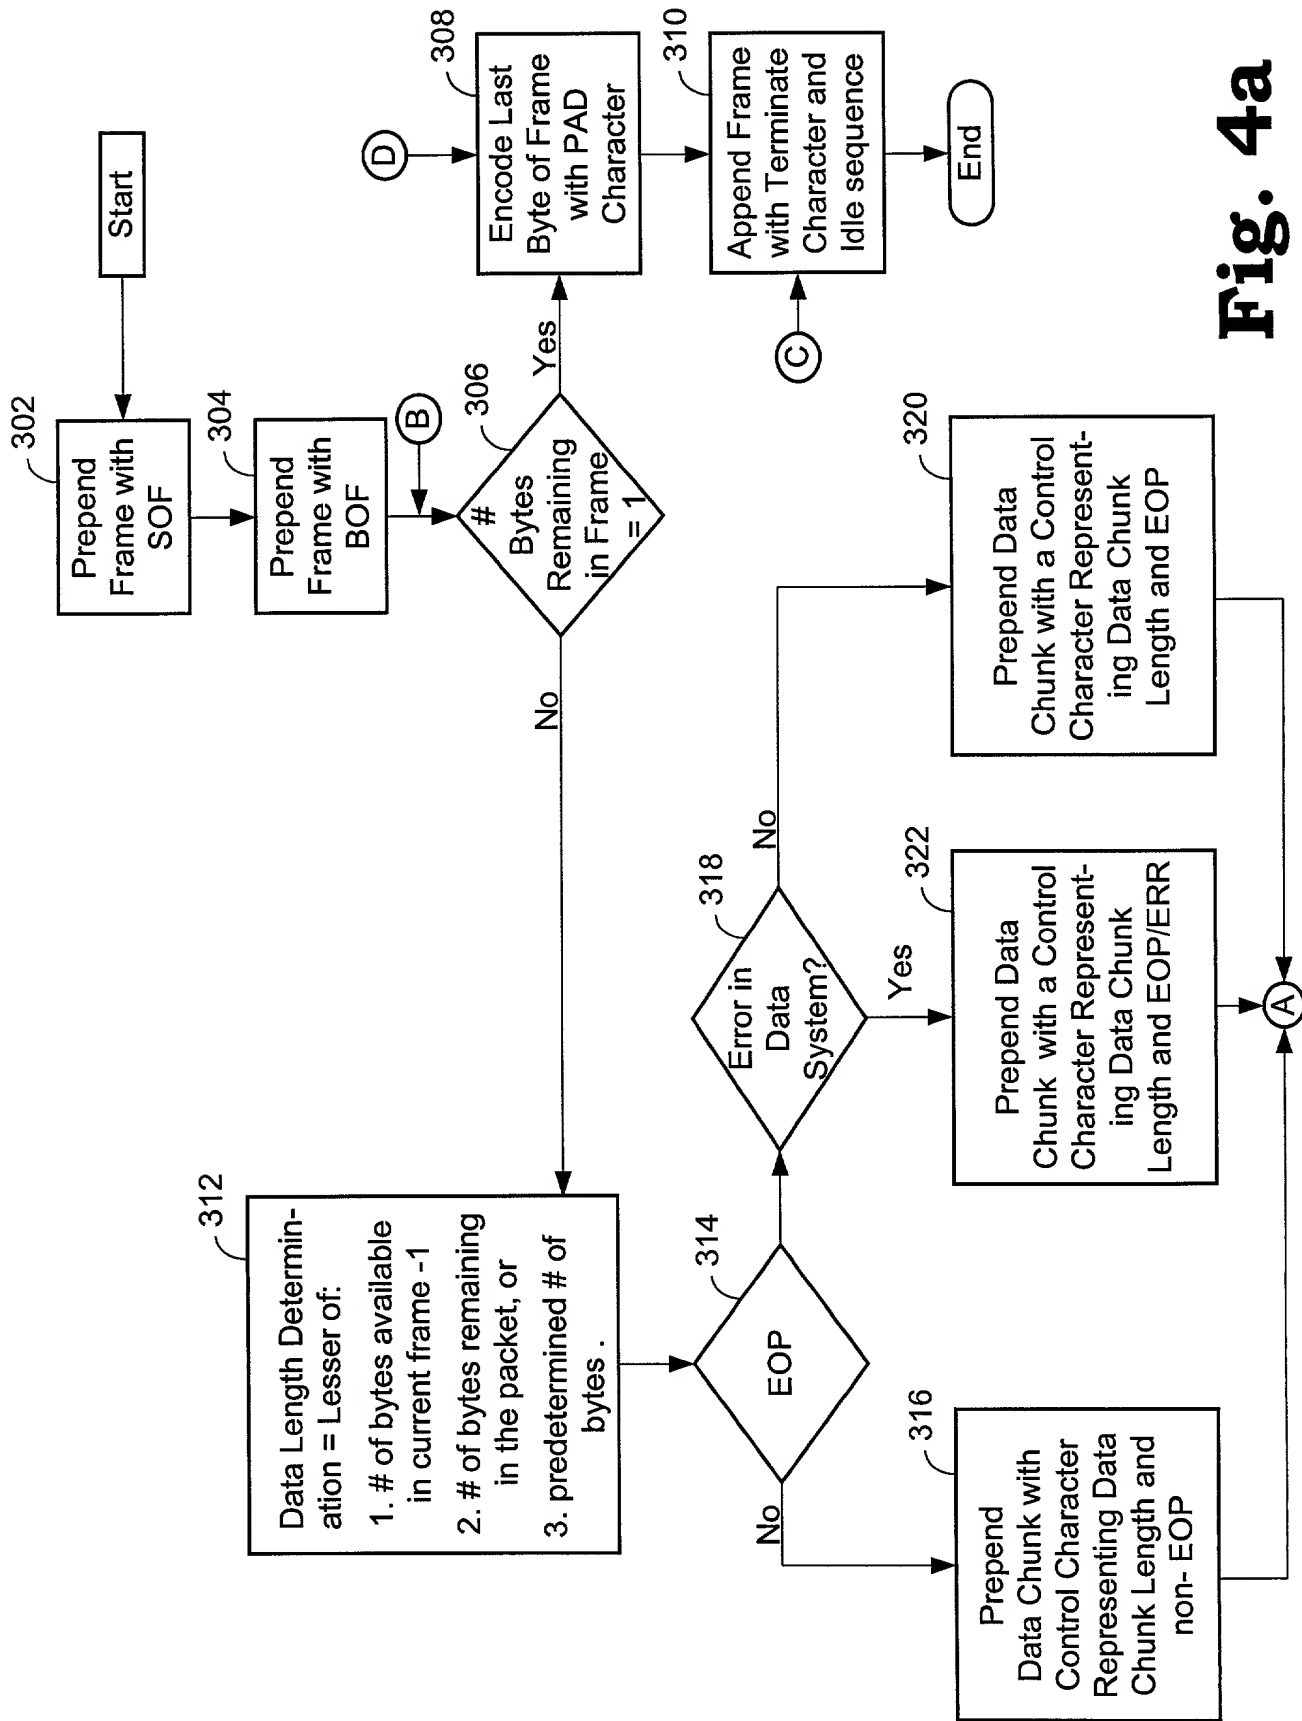 Start
302
Prepend
Frame with
SOF
304
Prepend
Frame with
BOF
B
306
#
Bytes
Remaining
in Frame
= 1
Yes
No
D
308
Encode Last
Byte of Frame
with PAD
Character
C
310
Append Frame
with Terminate
Character and
Idle sequence
End
312
Data Length Determin-
ation = Lesser of:
1. # of bytes available
in current frame -1
2. # of bytes remaining
in the packet, or
3. predetermined # of
bytes .
314
EOP
No
316
Prepend
Data Chunk with
Control Character
Representing Data
Chunk Length and
non- EOP
318
Error in
Data
System?
Yes
No
322
Prepend Data
Chunk with a Control
Character Represent-
ing Data Chunk
Length and EOP/ERR
320
Prepend Data
Chunk with a Control
Character Represent-
ing Data Chunk
Length and EOP
A
Fig. 4a